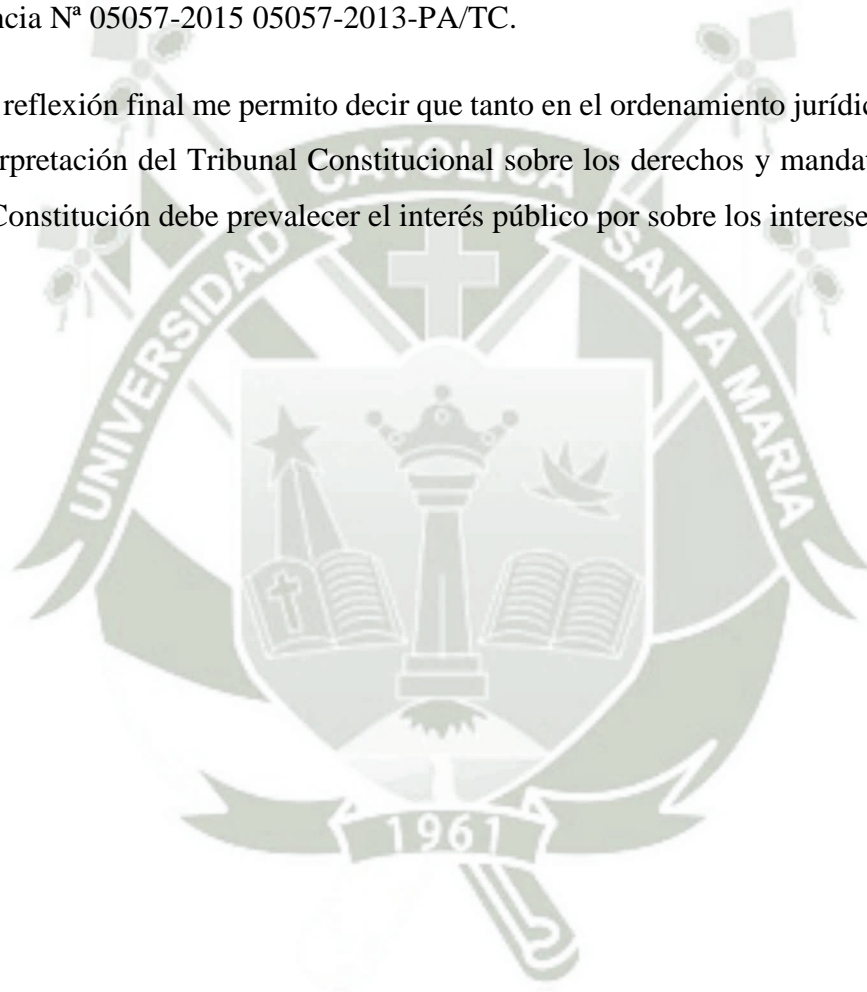 ncia Nª 05057-2015 05057-2013-PA/TC.
reflexión final me permito decir que tanto en el ordenamiento jurídic
rpretación del Tribunal Constitucional sobre los derechos y mandat
Constitución debe prevalecer el interés público por sobre los interese
UNIVERSIDAD CATOLICA SANTA MARIA
1961